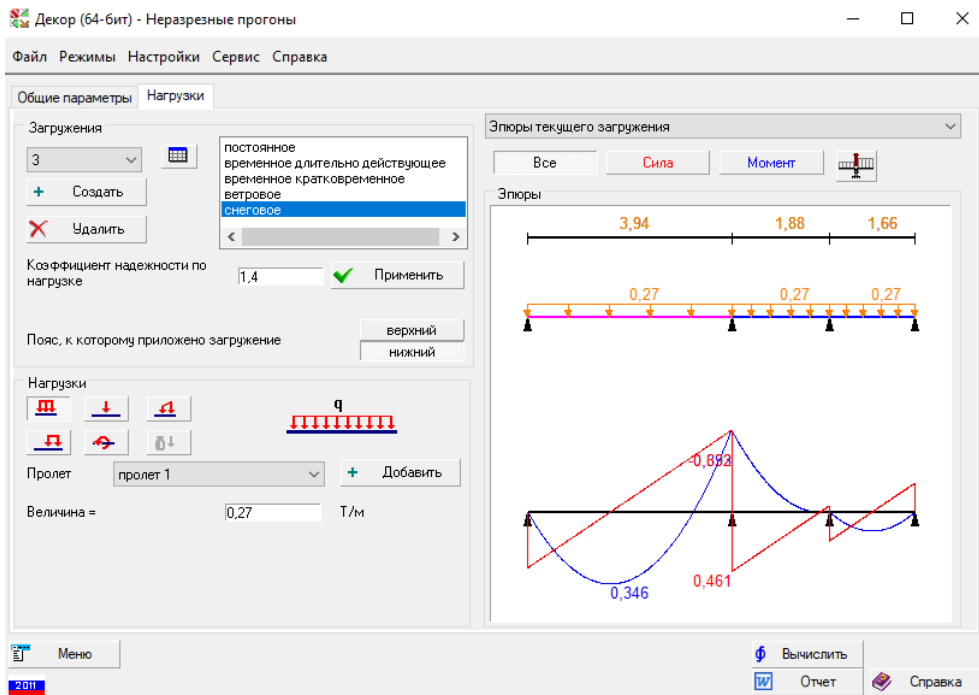 Декор (64-бит) - Неразрезные прогоны
Файл Режимы Настройки Сервис Справка
Общие параметры Нагрузки
Загружения
3
Создать
Удалить
постоянное
временное длительно действующее
временное кратковременное
ветровое
снеговое
Коэффициент надежности по
нагрузке
1,4
Применить
Пояс, к которому приложено загружение
верхний
нижний
Нагрузки
q
Пролет
пролет 1
Добавить
Величина =
0,27
Т/м
Эпюры текущего загружения
Все Сила Момент
Эпюры
3,94 1,88 1,66
0,27 0,27 0,27
0,461
0,346
Меню
2011
Вычислить
Отчет
Справка